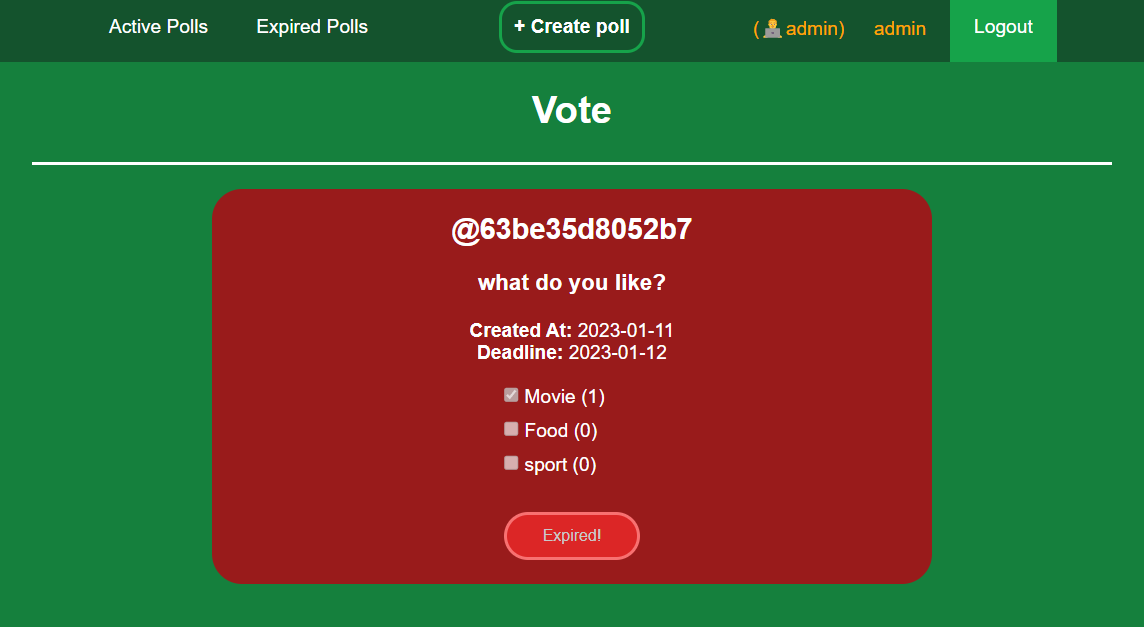 Active Polls Expired Polls + Create poll (🧑‍💻admin) admin Logout
Vote
@63be35d8052b7
what do you like?
Created At: 2023-01-11
Deadline: 2023-01-12
Movie (1)
Food (0)
sport (0)
Expired!